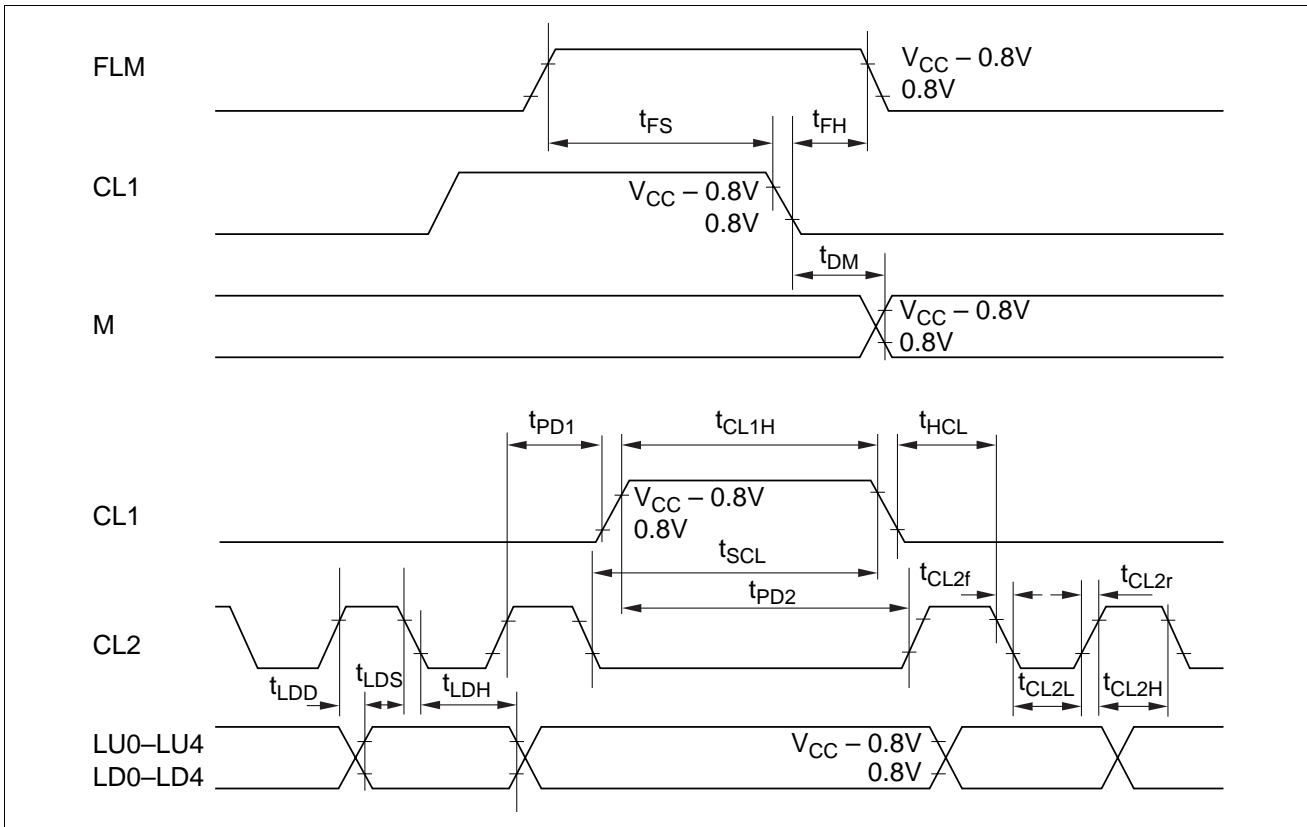 FLM
V_CC – 0.8V
0.8V
t_FS
t_FH
CL1
V_CC – 0.8V
0.8V
t_DM
M
V_CC – 0.8V
0.8V
t_PD1
t_CL1H
t_HCL
CL1
V_CC – 0.8V
0.8V
t_SCL
t_CL2f
t_CL2r
t_PD2
CL2
t_LDD
t_LDS
t_LDH
t_CL2L
t_CL2H
LU0–LU4
V_CC – 0.8V
LD0–LD4
0.8V